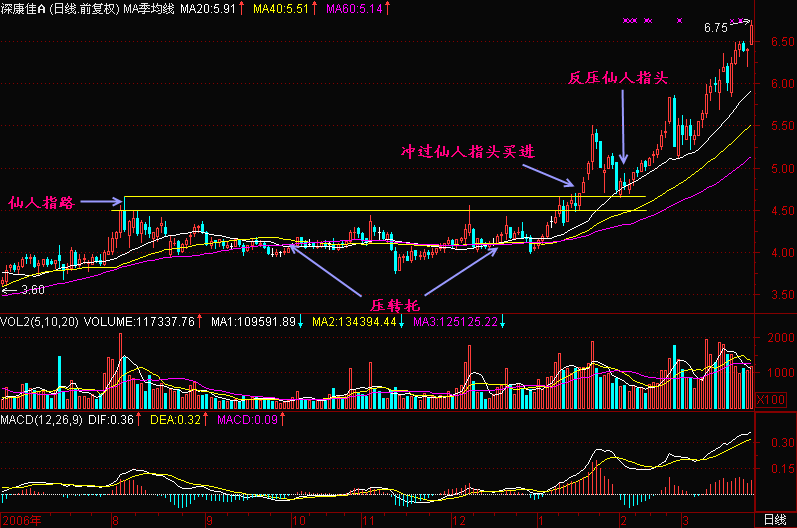 深康佳A (日线.前复权) MA季均线 MA20:5.91↑ MA40:5.51↑ MA60:5.14↑
6.75
6.50
反压仙人指头
6.00
5.50
冲过仙人指头买进
5.00
仙人指路
4.50
4.00
压转托
3.60
3.50
VOL2(5,10,20) VOLUME:117337.76↑ MA1:109591.89↓ MA2:134394.44↓ MA3:125125.22↓
2000
1000
X100
MACD(12,26,9) DIF:0.36↑ DEA:0.32↑ MACD:0.09↑
0.30
0.15
2006年 8 9 10 11 12 1 2 3 日线